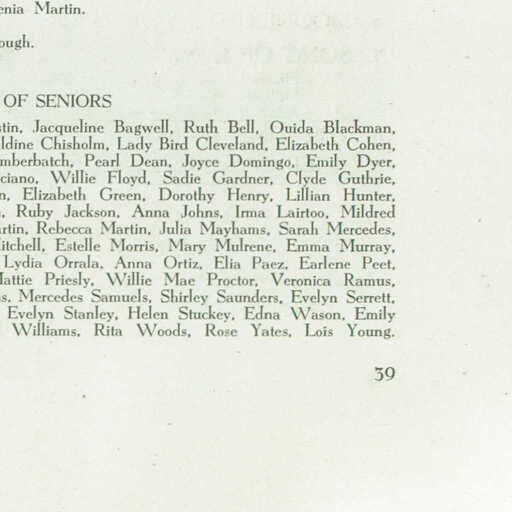 enia Martin.
ough.
OF SENIORS
stin, Jacqueline Bagwell, Ruth Bell, Ouida Blackman,
ldine Chisholm, Lady Bird Cleveland, Elizabeth Cohen,
mberbatch, Pearl Dean, Joyce Domingo, Emily Dyer,
ciano, Willie Floyd, Sadie Gardner, Clyde Guthrie,
n, Elizabeth Green, Dorothy Henry, Lillian Hunter,
, Ruby Jackson, Anna Johns, Irma Lairtoo, Mildred
artin, Rebecca Martin, Julia Mayhams, Sarah Mercedes,
Mitchell, Estelle Morris, Mary Mulrene, Emma Murray,
Lydia Orrala, Anna Ortiz, Elia Paez, Earlene Peet,
Mattie Priesly, Willie Mae Proctor, Veronica Ramus,
s, Mercedes Samuels, Shirley Saunders, Evelyn Serrett,
Evelyn Stanley, Helen Stuckey, Edna Wason, Emily
Williams, Rita Woods, Rose Yates, Lois Young.
39